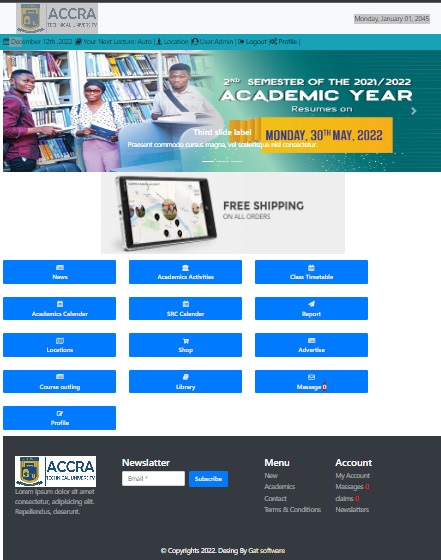 ACCRA
TECHNICAL UNIVERSITY
Monday, January 01, 2045
December 12th ,2022 | Your Next Lecture: Auto | Location | User:Admin | Logout | Profile |
2ND SEMESTER OF THE 2021/2022
ACADEMIC YEAR
Resumes on
MONDAY, 30TH MAY, 2022
Third slide label
Praesent commodo cursus magna, vel scelerisque nisl consectetur.
FREE SHIPPING
ON ALL ORDERS
News
Academics Activities
Class Timetable
Academics Calender
SRC Calender
Report
Locations
Shop
Advertise
Course outling
Library
Massage 0
Profile
ACCRA
TECHNICAL UNIVERSITY
Lorem ipsum dolor sit amet
consectetur, adipisicing elit.
Repellendus, deserunt.
Newslatter
Email *
Subscribe
Menu
New
Academics
Contact
Terms & Conditions
Account
My Account
Massages 0
claims 0
Newsletters
© Copyrights 2022. Desing By Gat software